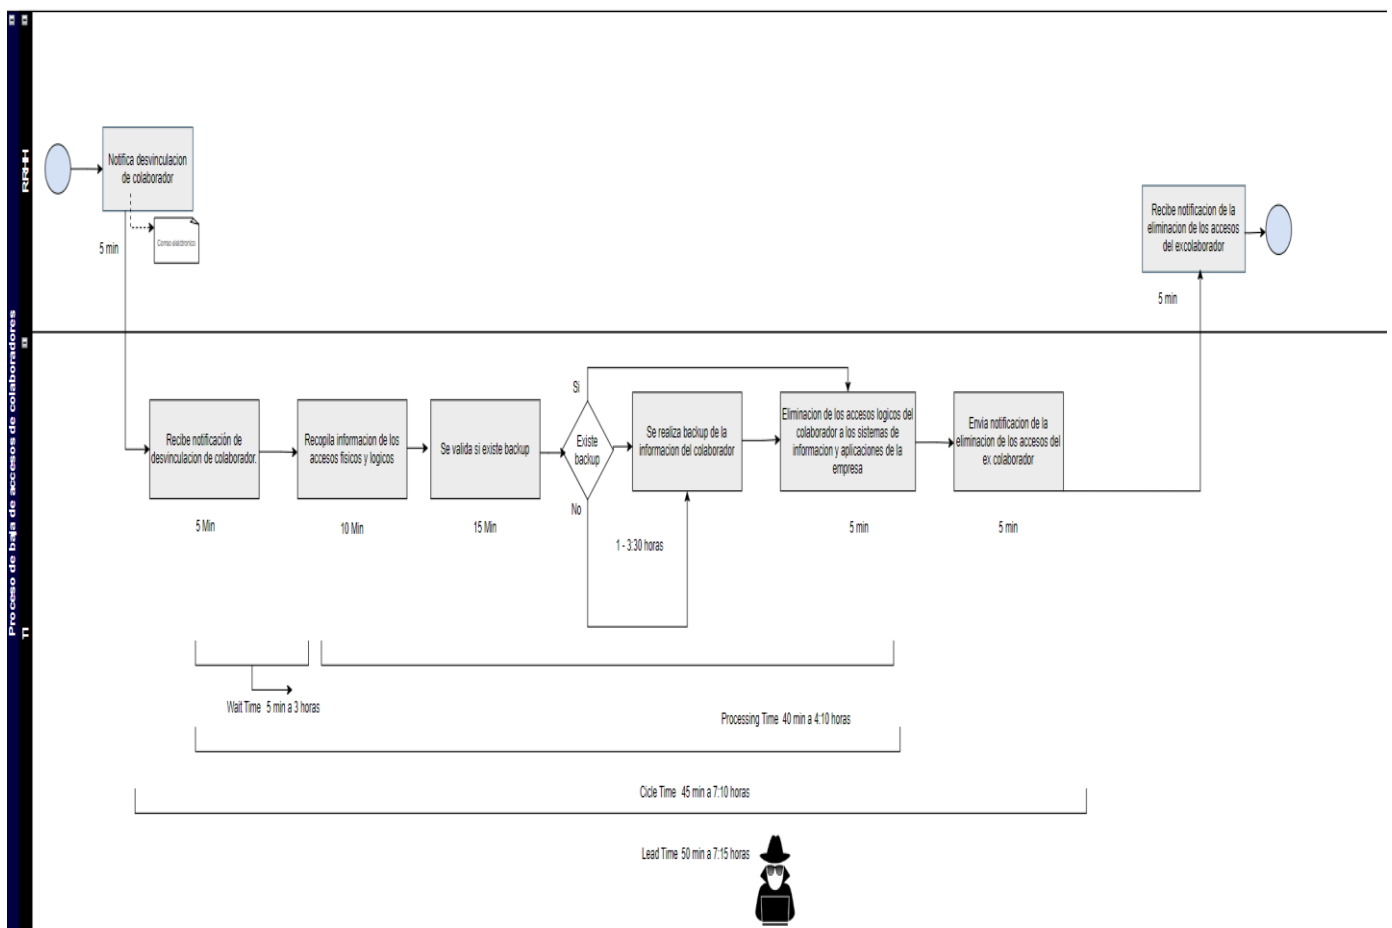 Proceso de baja de accesos de colaboradores
RRHH
Notifica desvinculacion
de colaborador
Correo electronico
5 min
Recibe notificacion de la
eliminacion de los accesos
del excolaborador
5 min
TI
Recibe notificación de
desvinculacion de colaborador.
5 Min
Recopila informacion de los
accesos fisicos y logicos
10 Min
Se valida si existe backup
15 Min
Si
Existe
backup
No
Se realiza backup de la
informacion del colaborador
1 - 3:30 horas
Eliminacion de los accesos logicos del
colaborador a los sistemas de
informacion y aplicaciones de la
empresa
5 min
Envia notificacion de la
eliminacion de los accesos del
ex colaborador
5 min
Wait Time 5 min a 3 horas
Processing Time 40 min a 4:10 horas
Cicle Time 45 min a 7:10 horas
Lead Time 50 min a 7:15 horas